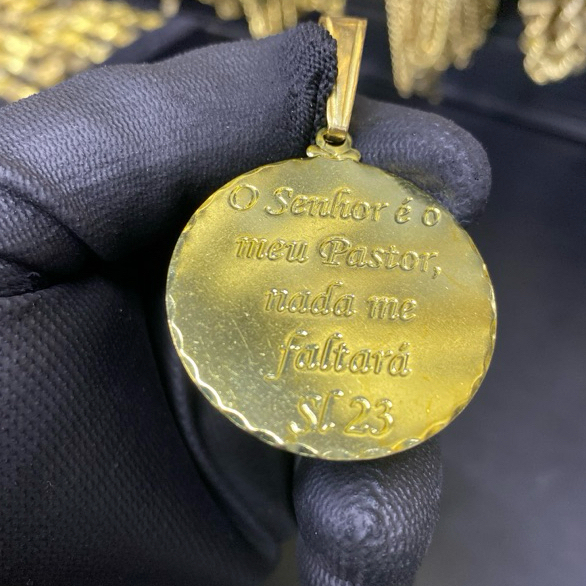 O Senhor é o
meu Pastor,
nada me
faltará
Sl. 23